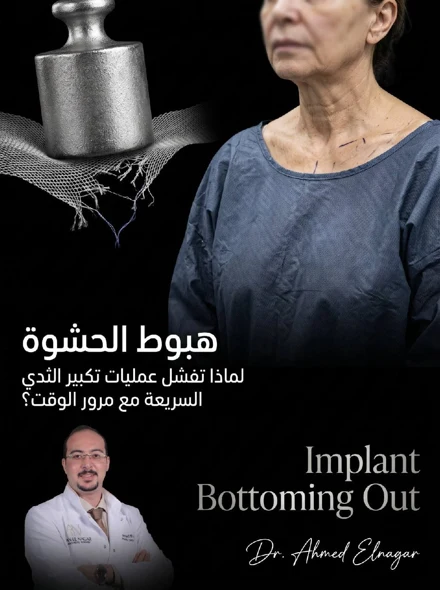 هبوط الحشوة
لماذا تفشل عمليات تكبير الثدي
السريعة مع مرور الوقت؟
Implant
Bottoming Out
Dr. Ahmed Elnagar